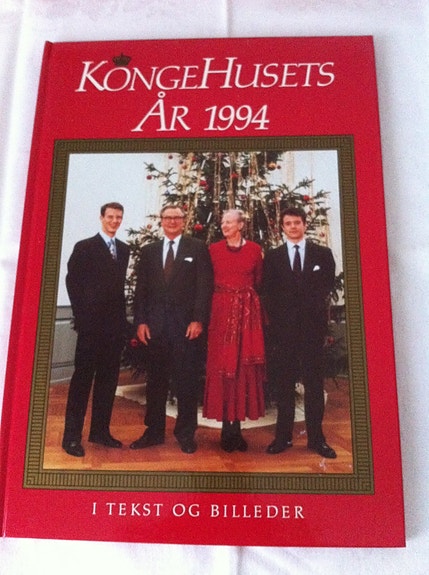 KONGEHUSETS
ÅR 1994
I TEKST OG BILLEDER